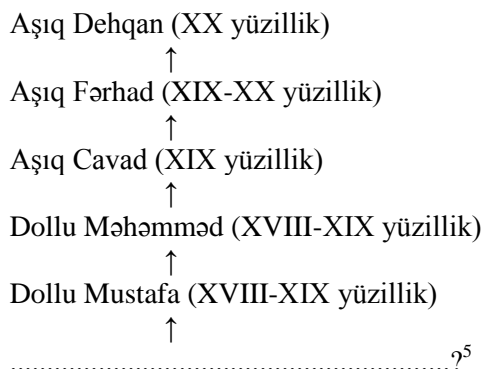 Aşıq Dehqan (XX yüzillik)
↑
Aşıq Fərhad (XIX-XX yüzillik)
↑
Aşıq Cavad (XIX yüzillik)
↑
Dollu Məhəmməd (XVIII-XIX yüzillik)
↑
Dollu Mustafa (XVIII-XIX yüzillik)
↑
............................................................?⁵